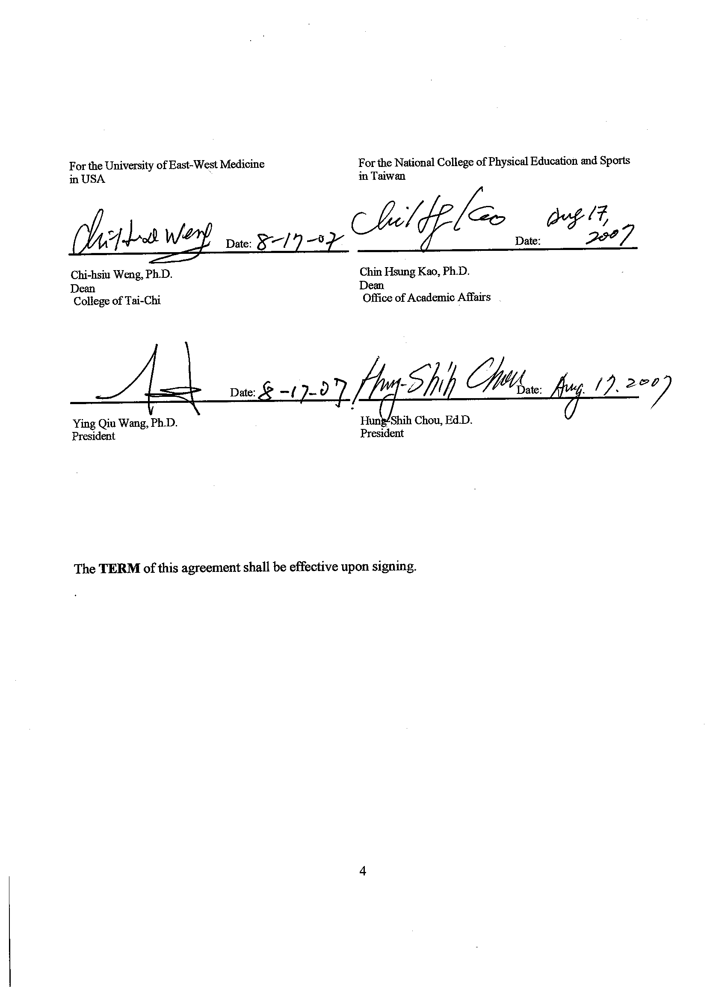 For the University of East-West Medicine
in USA
Chi-hsiu Weng Date: 8-17-07
Chi-hsiu Weng, Ph.D.
Dean
College of Tai-Chi
For the National College of Physical Education and Sports
in Taiwan
Kao Date: Aug 17,
2007
Chin Hsung Kao, Ph.D.
Dean
Office of Academic Affairs
Date: 8-17-07
Ying Qiu Wang, Ph.D.
President
Hung-Shih Chou Date: Aug. 17. 2007
Hung-Shih Chou, Ed.D.
President
The TERM of this agreement shall be effective upon signing.
4